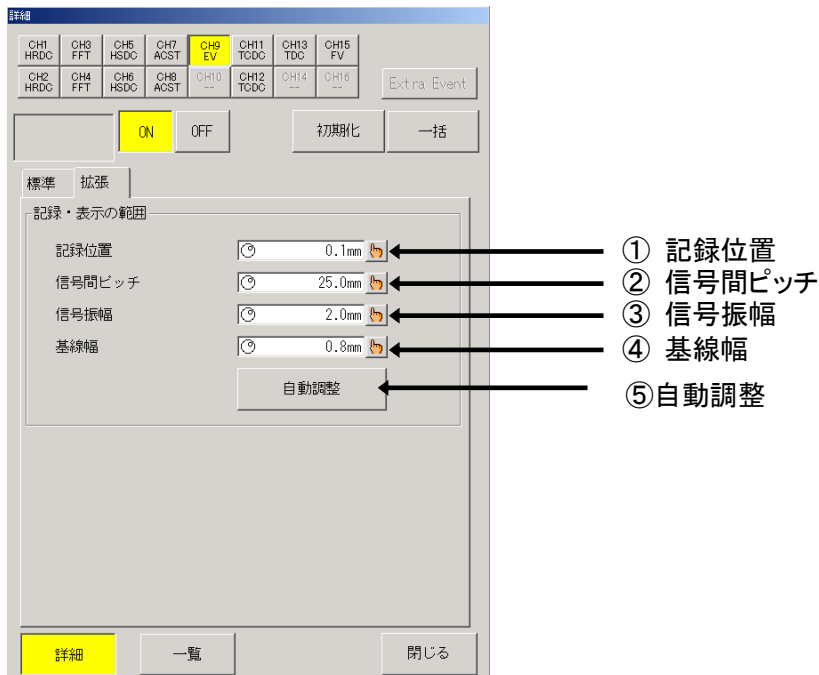 詳細
CH1 CH3 CH5 CH7 CH9 CH11 CH13 CH15
HRDC FFT HSDC ACST EV TCDC TDC FV
CH2 CH4 CH6 CH8 CH10 CH12 CH14 CH16
HRDC FFT HSDC ACST -- TCDC -- --
Extra Event
ON OFF 初期化 一括
標準 拡張
記録・表示の範囲
記録位置 0.1mm ① 記録位置
信号間ピッチ 25.0mm ② 信号間ピッチ
信号振幅 2.0mm ③ 信号振幅
基線幅 0.8mm ④ 基線幅
自動調整 ⑤自動調整
詳細 一覧 閉じる